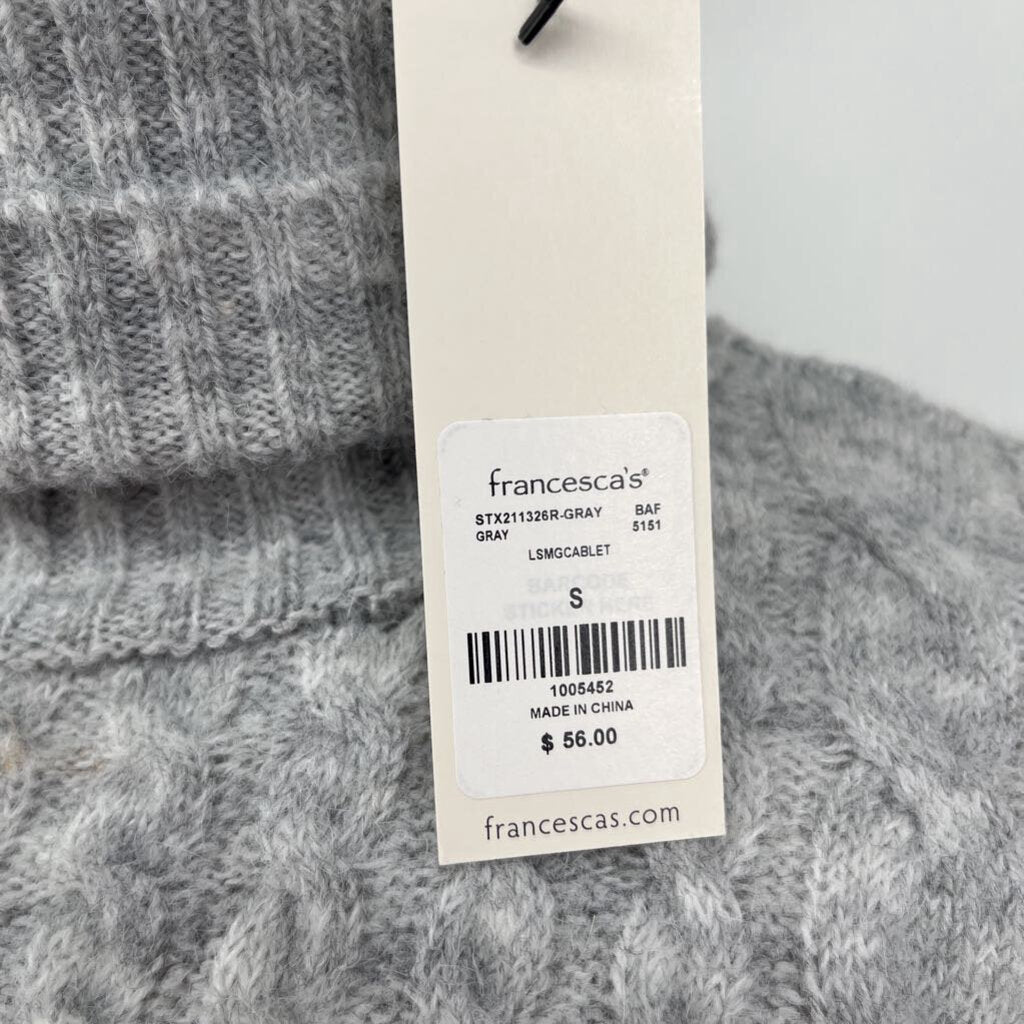 francesca's®
STX211326R-GRAY BAF
GRAY 5151
LSMGCABLET
BARCODE
S
STICKER HERE
1005452
MADE IN CHINA
$ 56.00
francescas.com